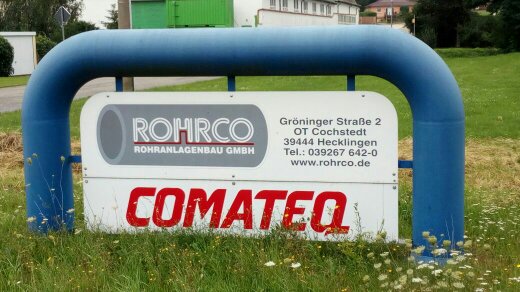 ROHRCO
ROHRANLAGENBAU GMBH
Gröninger Straße 2
OT Cochstedt
39444 Hecklingen
Tel.: 039267 642-0
www.rohrco.de
COMATEQ